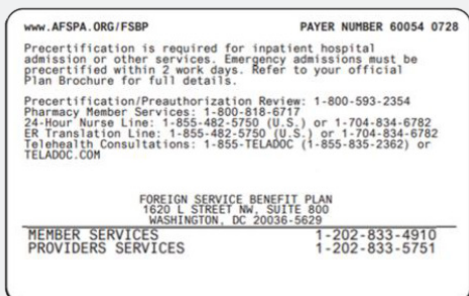 www.AFSPA.ORG/FSBP PAYER NUMBER 60054 0728
Precertification is required for inpatient hospital
admission or other services. Emergency admissions must be
precertified within 2 work days. Refer to your official
Plan Brochure for full details.
Precertification/Preauthorization Review: 1-800-593-2354
Pharmacy Member Services: 1-800-818-6717
24-Hour Nurse Line: 1-855-482-5750 (U.S.) or 1-704-834-6782
ER Translation Line: 1-855-482-5750 (U.S.) or 1-704-834-6782
Telehealth Consultations: 1-855-TELADOC (1-855-835-2362) or
TELADOC.COM
FOREIGN SERVICE BENEFIT PLAN
1620 L STREET NW, SUITE 800
WASHINGTON, DC 20036-5629
MEMBER SERVICES 1-202-833-4910
PROVIDERS SERVICES 1-202-833-5751